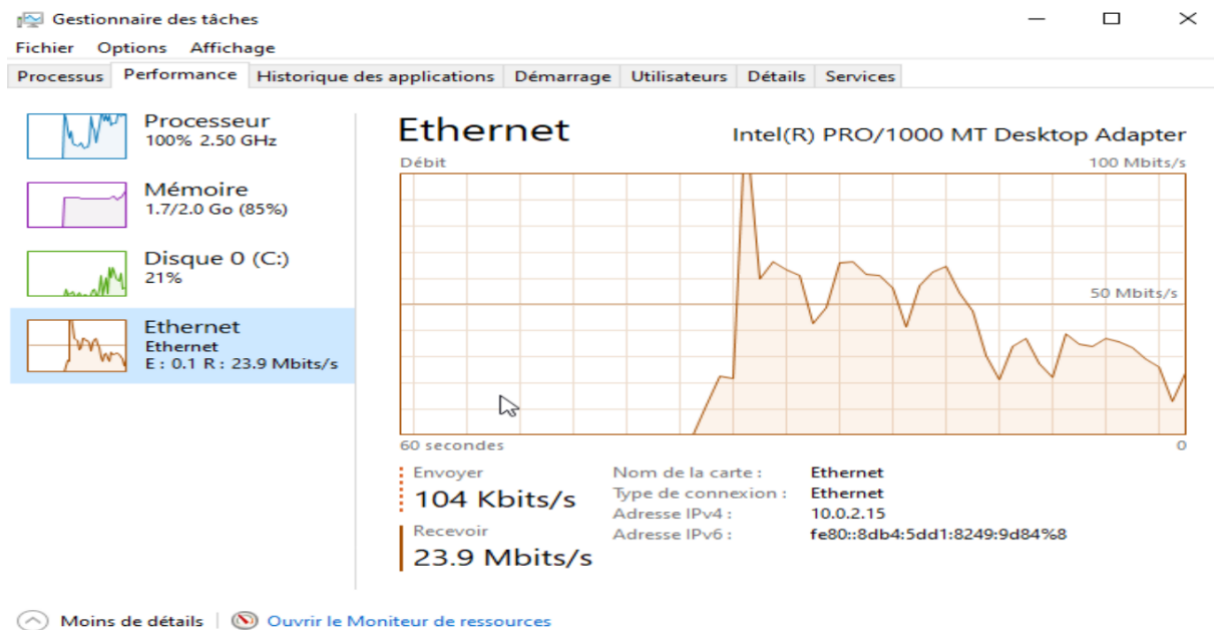 Gestionnaire des tâches
Fichier Options Affichage
Processus Performance Historique des applications Démarrage Utilisateurs Détails Services
Processeur
100% 2.50 GHz
Mémoire
1.7/2.0 Go (85%)
Disque 0 (C:)
21%
Ethernet
Ethernet
E : 0.1 R : 23.9 Mbits/s
Ethernet
Intel(R) PRO/1000 MT Desktop Adapter
Débit
100 Mbits/s
50 Mbits/s
60 secondes
0
Envoyer
104 Kbits/s
Recevoir
23.9 Mbits/s
Nom de la carte : Ethernet
Type de connexion : Ethernet
Adresse IPv4 : 10.0.2.15
Adresse IPv6 : fe80::8db4:5dd1:8249:9d84%8
Moins de détails
Ouvrir le Moniteur de ressources